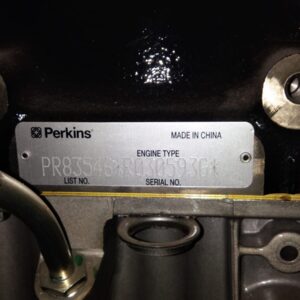 Perkins
MADE IN CHINA
ENGINE TYPE
LIST NO. SERIAL NO.